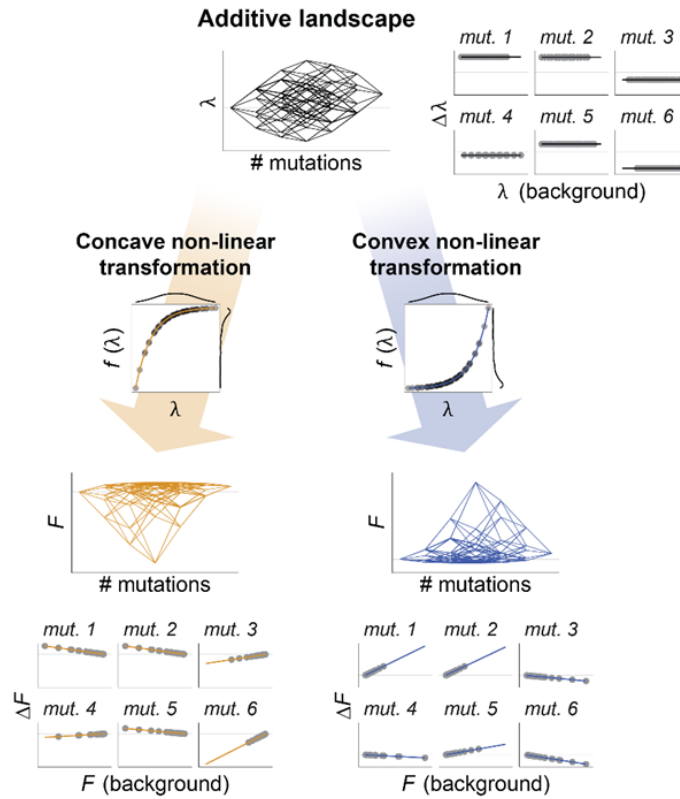 Additive landscape
λ
# mutations
mut. 1 mut. 2 mut. 3
Δλ
mut. 4 mut. 5 mut. 6
λ (background)
Concave non-linear
transformation
f (λ)
λ
Convex non-linear
transformation
f (λ)
λ
F
# mutations
F
# mutations
mut. 1 mut. 2 mut. 3
ΔF
mut. 4 mut. 5 mut. 6
F (background)
mut. 1 mut. 2 mut. 3
ΔF
mut. 4 mut. 5 mut. 6
F (background)